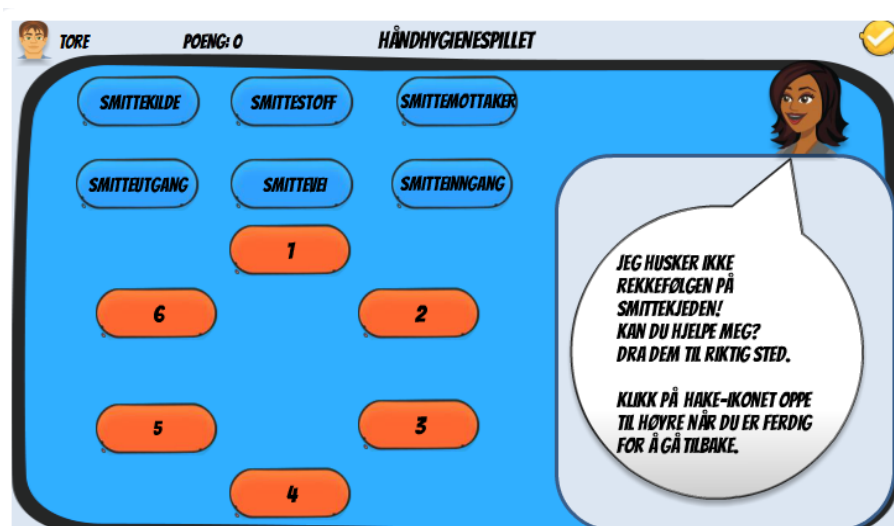 TORE POENG: 0 HÅNDHYGIENESPILLET
SMITTEKILDE SMITTESTOFF SMITTEMOTTAKER
SMITTEUTGANG SMITTEVEI SMITTEINNGANG
1
6 2
5 3
4
JEG HUSKER IKKE
REKKEFØLGEN PÅ
SMITTEKJEDEN!
KAN DU HJELPE MEG?
DRA DEM TIL RIKTIG STED.
KLIKK PÅ HAKE-IKONET OPPE
TIL HØYRE NÅR DU ER FERDIG
FOR Å GÅ TILBAKE.